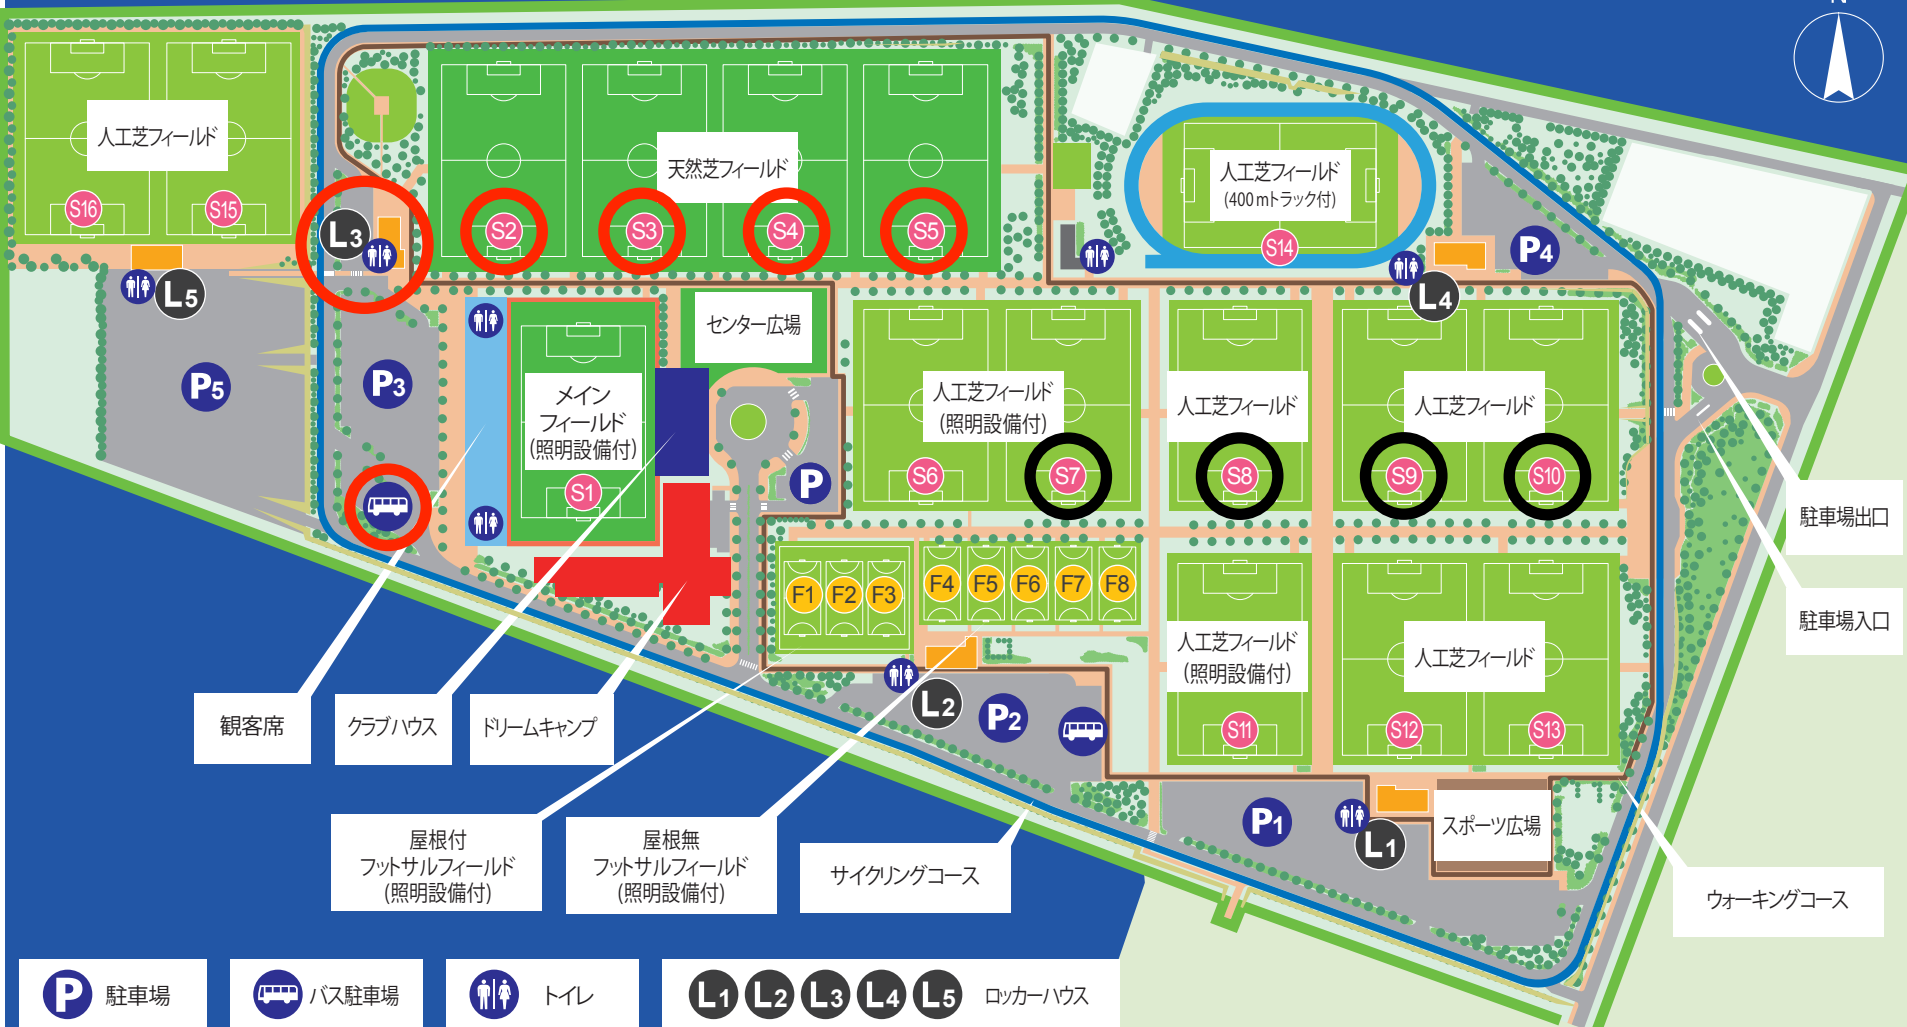 N
人工芝フィールド
S16
S15
L3
L5
P5
P3
天然芝フィールド
S2
S3
S4
S5
人工芝フィールド
(400mトラック付)
S14
P4
L4
センター広場
メイン
フィールド
(照明設備付)
S1
P
人工芝フィールド
(照明設備付)
S6
S7
人工芝フィールド
S8
人工芝フィールド
S9
S10
F1
F2
F3
F4
F5
F6
F7
F8
人工芝フィールド
(照明設備付)
S11
人工芝フィールド
S12
S13
駐車場出口
駐車場入口
L2
P2
P1
L1
スポーツ広場
観客席
クラブハウス
ドリームキャンプ
屋根付
フットサルフィールド
(照明設備付)
屋根無
フットサルフィールド
(照明設備付)
サイクリングコース
ウォーキングコース
P 駐車場
バス駐車場
トイレ
L1 L2 L3 L4 L5 ロッカーハウス